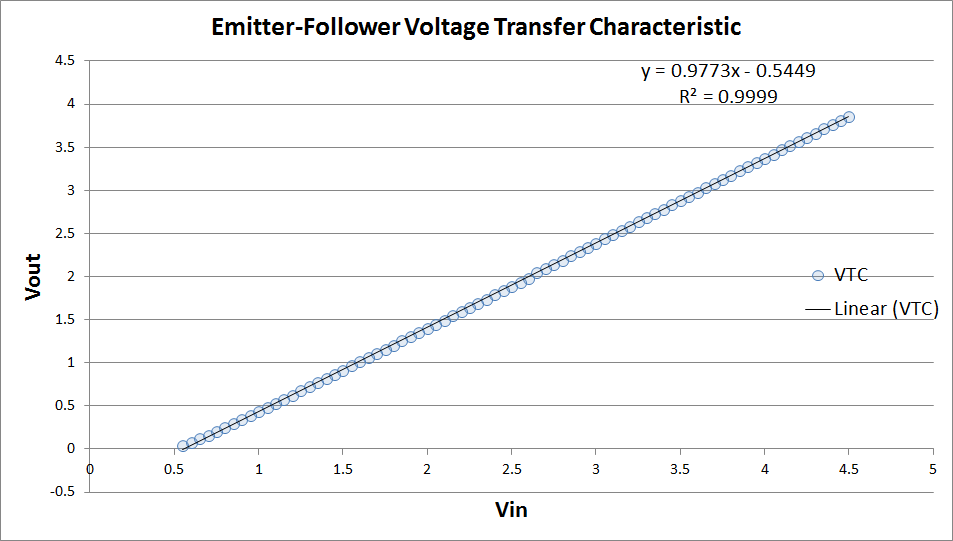 Emitter-Follower Voltage Transfer Characteristic
y = 0.9773x - 0.5449
R² = 0.9999
4.5
4
3.5
3
2.5
2
1.5
1
0.5
0
-0.5
Vout
VTC
Linear (VTC)
0 0.5 1 1.5 2 2.5 3 3.5 4 4.5 5
Vin